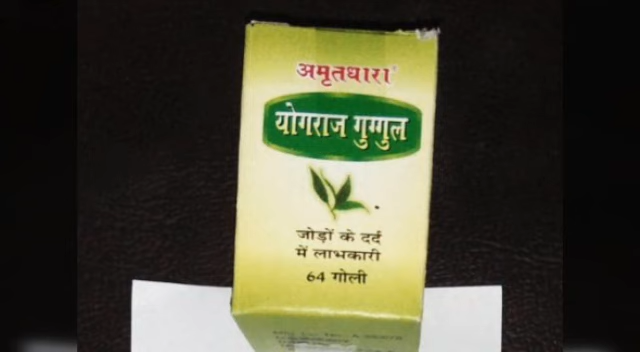 अमृतधारा®
योगराज गुग्गुल
जोड़ों के दर्द
में लाभकारी
64 गोली